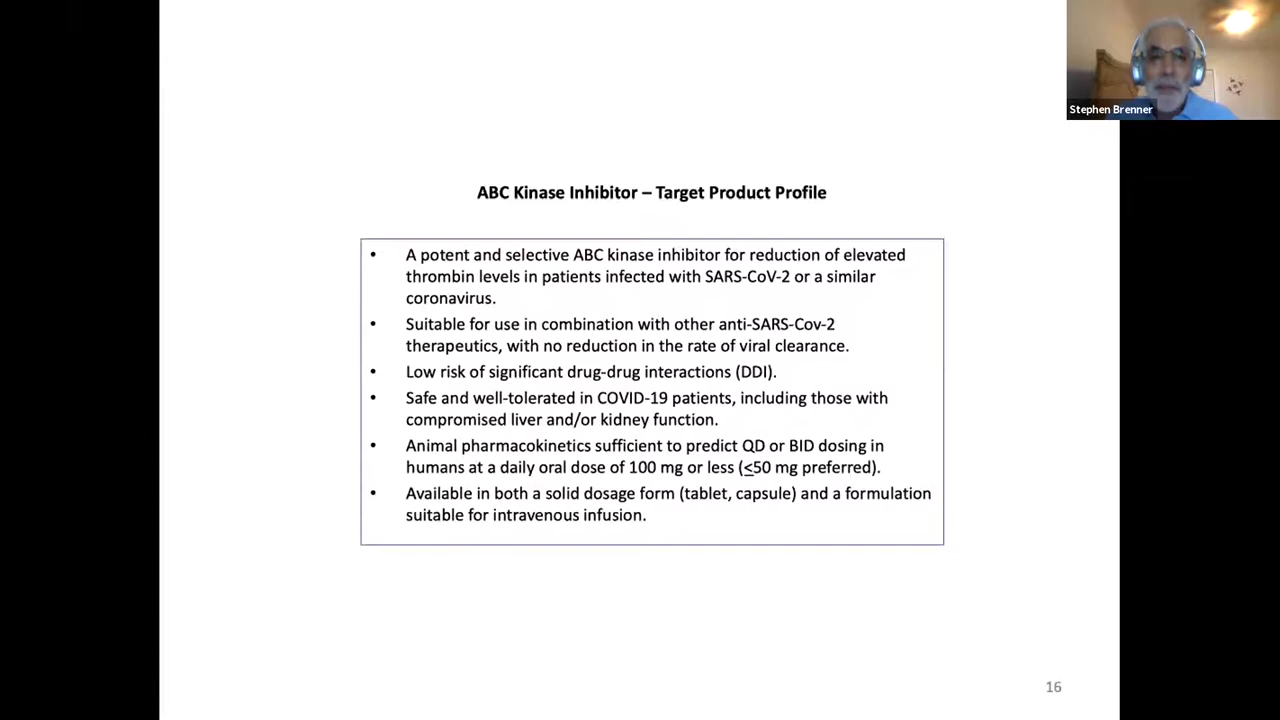 Stephen Brenner
ABC Kinase Inhibitor – Target Product Profile
• A potent and selective ABC kinase inhibitor for reduction of elevated
thrombin levels in patients infected with SARS-CoV-2 or a similar
coronavirus.
• Suitable for use in combination with other anti-SARS-Cov-2
therapeutics, with no reduction in the rate of viral clearance.
• Low risk of significant drug-drug interactions (DDI).
• Safe and well-tolerated in COVID-19 patients, including those with
compromised liver and/or kidney function.
• Animal pharmacokinetics sufficient to predict QD or BID dosing in
humans at a daily oral dose of 100 mg or less (≤50 mg preferred).
• Available in both a solid dosage form (tablet, capsule) and a formulation
suitable for intravenous infusion.
16